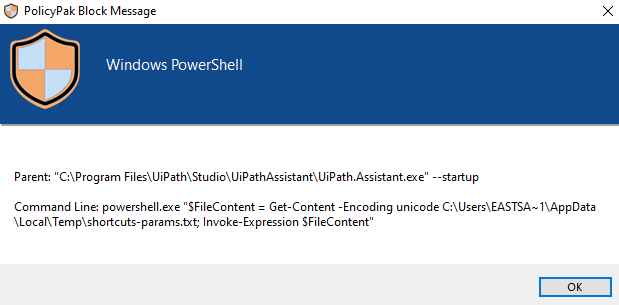 PolicyPak Block Message
Windows PowerShell
Parent: "C:\Program Files\UiPath\Studio\UiPathAssistant\UiPath.Assistant.exe" --startup
Command Line: powershell.exe "$FileContent = Get-Content -Encoding unicode C:\Users\EASTSA~1\AppData
\Local\Temp\shortcuts-params.txt; Invoke-Expression $FileContent"
OK